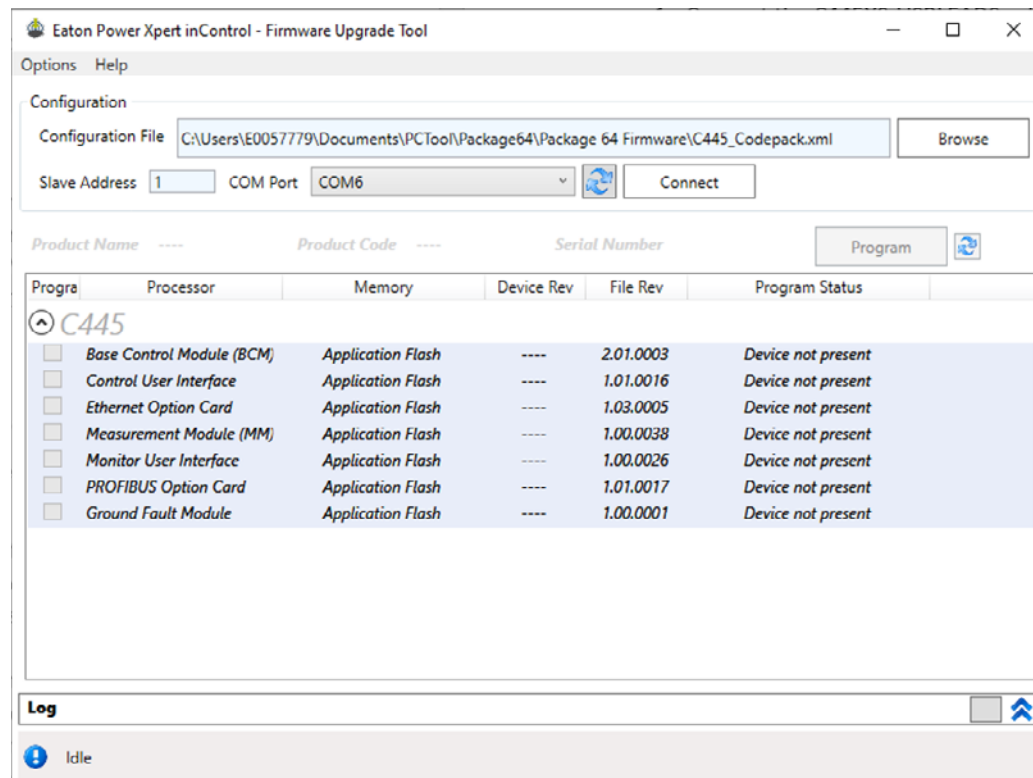 Eaton Power Xpert inControl - Firmware Upgrade Tool
Options Help
Configuration
Configuration File C:\Users\E0057779\Documents\PCTool\Package64\Package 64 Firmware\C445_Codepack.xml Browse
Slave Address 1 COM Port COM6 Connect
Product Name ---- Product Code ---- Serial Number Program
Progra Processor Memory Device Rev File Rev Program Status
C445
Base Control Module (BCM) Application Flash ---- 2.01.0003 Device not present
Control User Interface Application Flash ---- 1.01.0016 Device not present
Ethernet Option Card Application Flash ---- 1.03.0005 Device not present
Measurement Module (MM) Application Flash ---- 1.00.0038 Device not present
Monitor User Interface Application Flash ---- 1.00.0026 Device not present
PROFIBUS Option Card Application Flash ---- 1.01.0017 Device not present
Ground Fault Module Application Flash ---- 1.00.0001 Device not present
Log
Idle